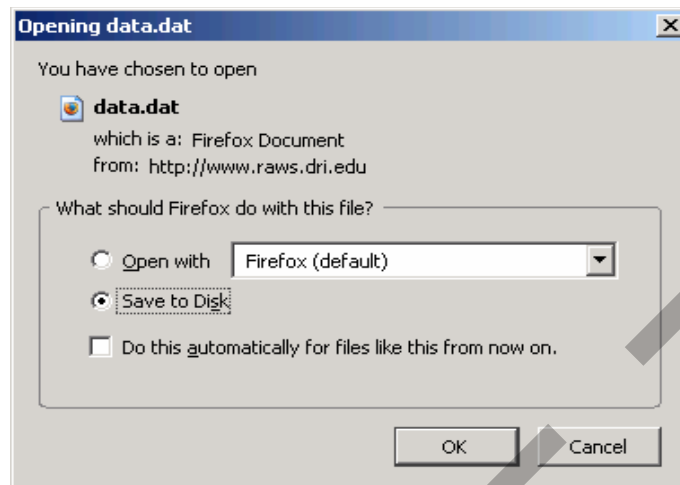 Opening data.dat
You have chosen to open
data.dat
which is a: Firefox Document
from: http://www.raws.dri.edu
What should Firefox do with this file?
Open with Firefox (default)
Save to Disk
Do this automatically for files like this from now on.
OK Cancel